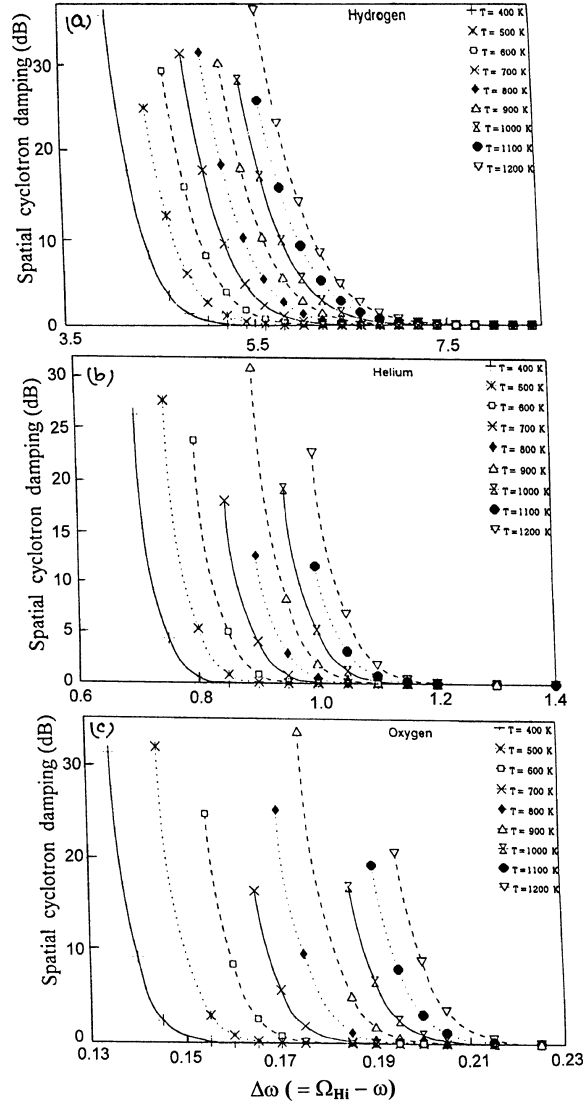 (a)
Hydrogen
Spatial cyclotron damping (dB)
30
20
10
0
3.5
5.5
7.5
T = 400 K
T = 500 K
T = 600 K
T = 700 K
T = 800 K
T = 900 K
T = 1000 K
T = 1100 K
T = 1200 K
(b)
Helium
Spatial cyclotron damping (dB)
30
25
20
15
10
5
0
0.6
0.8
1.0
1.2
1.4
T = 400 K
T = 500 K
T = 600 K
T = 700 K
T = 800 K
T = 900 K
T = 1000 K
T = 1100 K
T = 1200 K
(c)
Oxygen
Spatial cyclotron damping (dB)
30
20
10
0
0.13
0.15
0.17
0.19
0.21
0.23
T = 400 K
T = 500 K
T = 600 K
T = 700 K
T = 800 K
T = 900 K
T = 1000 K
T = 1100 K
T = 1200 K
Δω ( = Ω_Hi − ω)